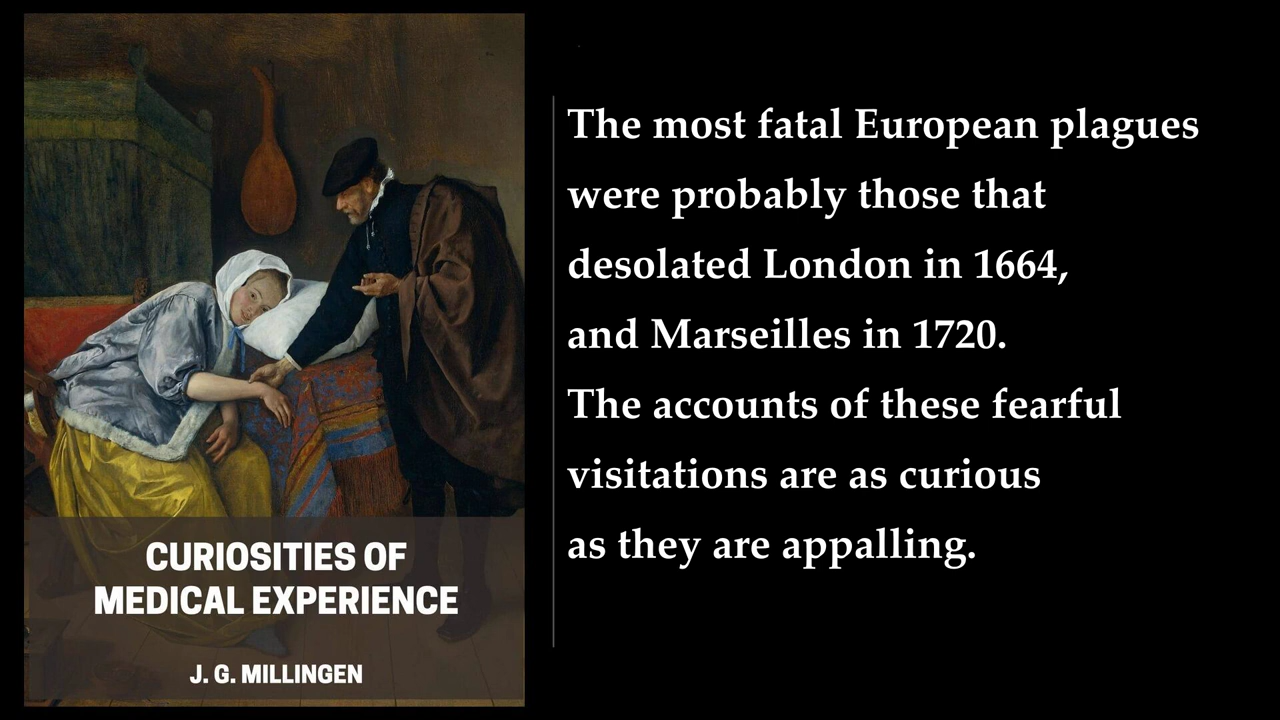 The most fatal European plagues
were probably those that
desolated London in 1664,
and Marseilles in 1720.
The accounts of these fearful
visitations are as curious
as they are appalling.
CURIOSITIES OF
MEDICAL EXPERIENCE
J. G. MILLINGEN